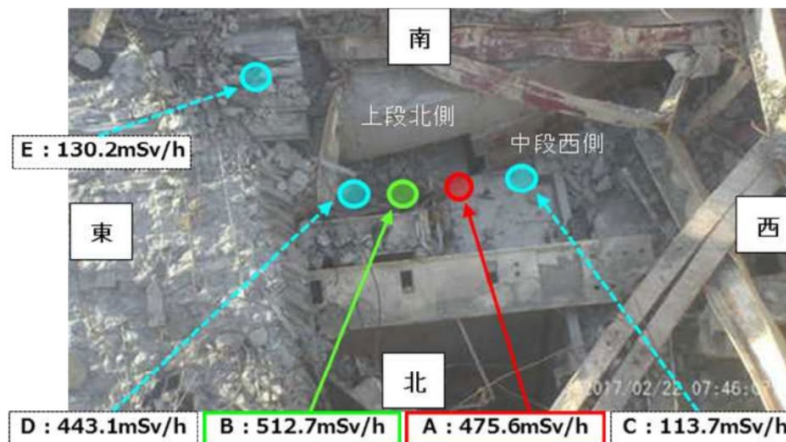 南
上段北側
中段西側
E：130.2mSv/h
東
西
北
2017/02/22 07:46:0
D：443.1mSv/h
B：512.7mSv/h
A：475.6mSv/h
C：113.7mSv/h